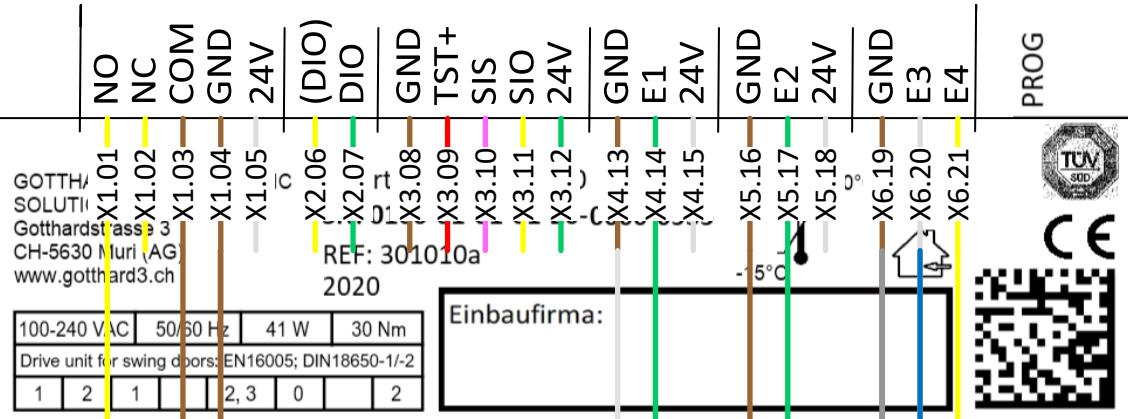 NO NC COM GND 24V (DIO) DIO GND TST+ SIS SIO 24V GND E1 24V GND E2 24V GND E3 E4 PROG
X1.01 X1.02 X1.03 X1.04 X1.05 X2.06 X2.07 X3.08 X3.09 X3.10 X3.11 X3.12 X4.13 X4.14 X4.15 X5.16 X5.17 X5.18 X6.19 X6.20 X6.21
TÜV
SÜD
Gotthardstrasse 3
CH-5630 Muri (AG)
www.gotthard3.ch
REF: 301010a
2020
-15°C
CE
Einbaufirma:
100-240 VAC 50/60 Hz 41 W 30 Nm
Drive unit for swing doors: EN16005; DIN18650-1/-2
1 2 1 2,3 0 2